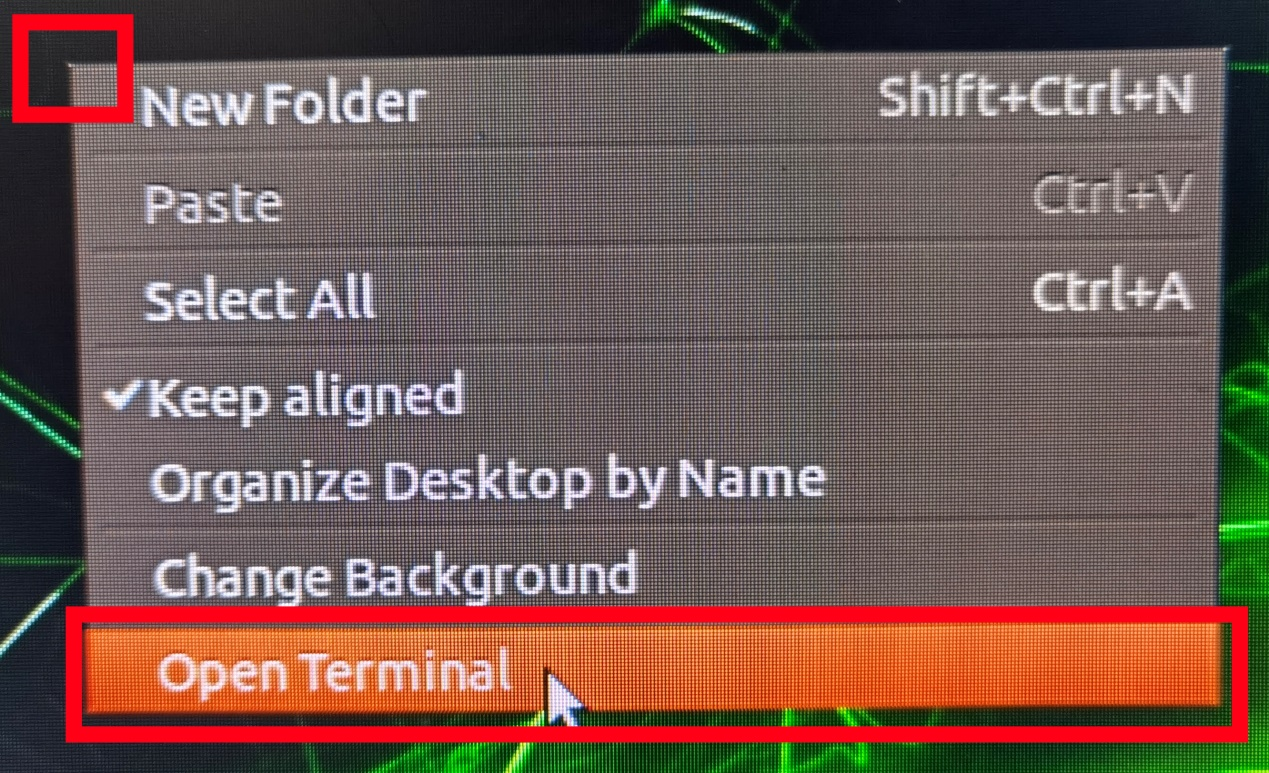 New Folder Shift+Ctrl+N
Paste Ctrl+V
Select All Ctrl+A
Keep aligned
Organize Desktop by Name
Change Background
Open Terminal